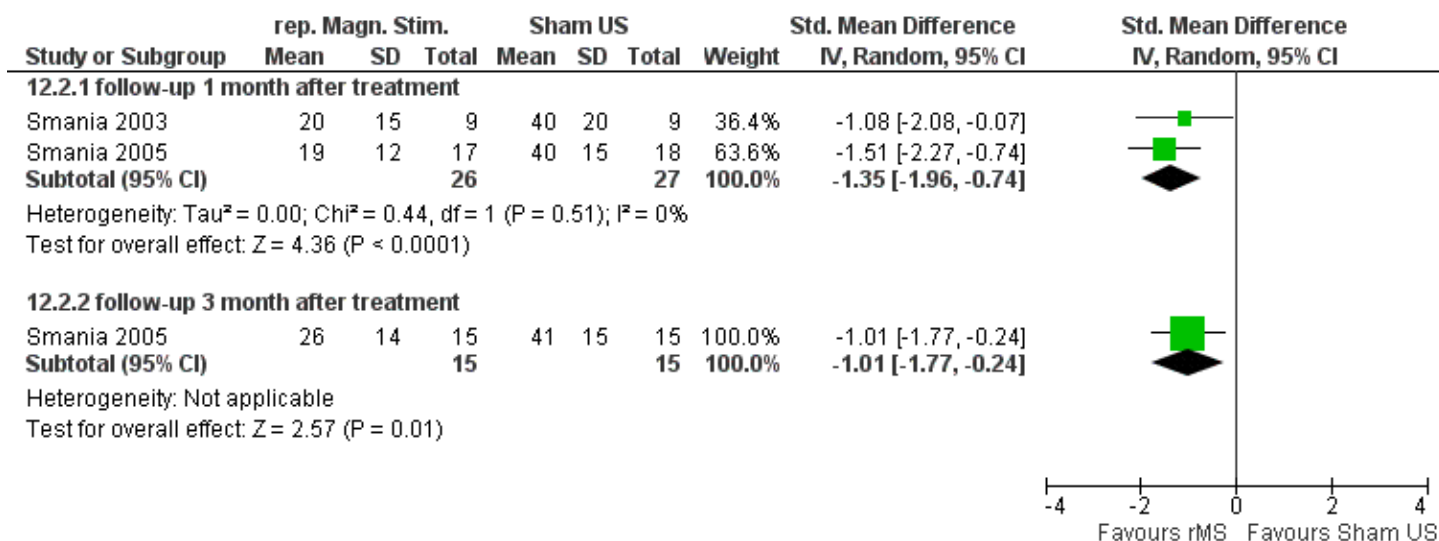 rep. Magn. Stim. Sham US Std. Mean Difference Std. Mean Difference
Study or Subgroup Mean SD Total Mean SD Total Weight IV, Random, 95% CI IV, Random, 95% CI
12.2.1 follow-up 1 month after treatment
Smania 2003 20 15 9 40 20 9 36.4% -1.08 [-2.08, -0.07]
Smania 2005 19 12 17 40 15 18 63.6% -1.51 [-2.27, -0.74]
Subtotal (95% CI) 26 27 100.0% -1.35 [-1.96, -0.74]
Heterogeneity: Tau² = 0.00; Chi² = 0.44, df = 1 (P = 0.51); I² = 0%
Test for overall effect: Z = 4.36 (P < 0.0001)
12.2.2 follow-up 3 month after treatment
Smania 2005 26 14 15 41 15 15 100.0% -1.01 [-1.77, -0.24]
Subtotal (95% CI) 15 15 100.0% -1.01 [-1.77, -0.24]
Heterogeneity: Not applicable
Test for overall effect: Z = 2.57 (P = 0.01)
-4 -2 0 2 4
Favours rMS Favours Sham US